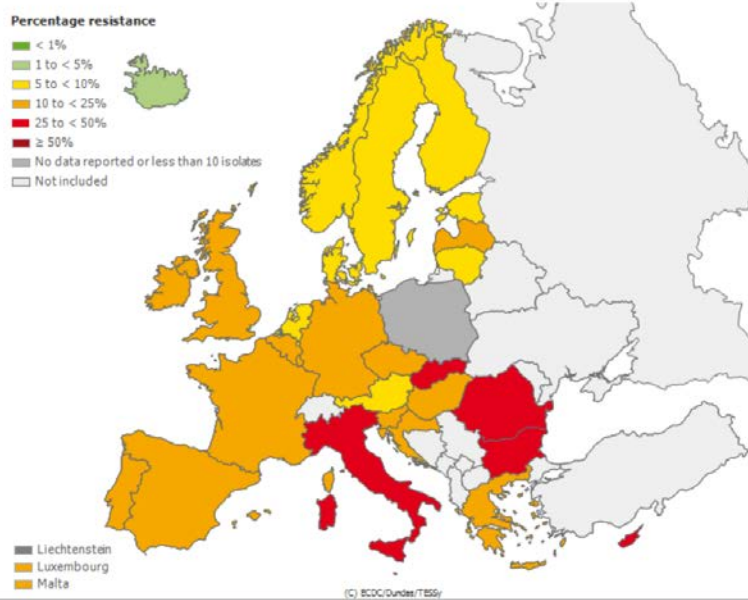 Percentage resistance
< 1%
1 to < 5%
5 to < 10%
10 to < 25%
25 to < 50%
≥ 50%
No data reported or less than 10 isolates
Not included
Liechtenstein
Luxembourg
Malta
(C) ECDC/Dundas/TESSy